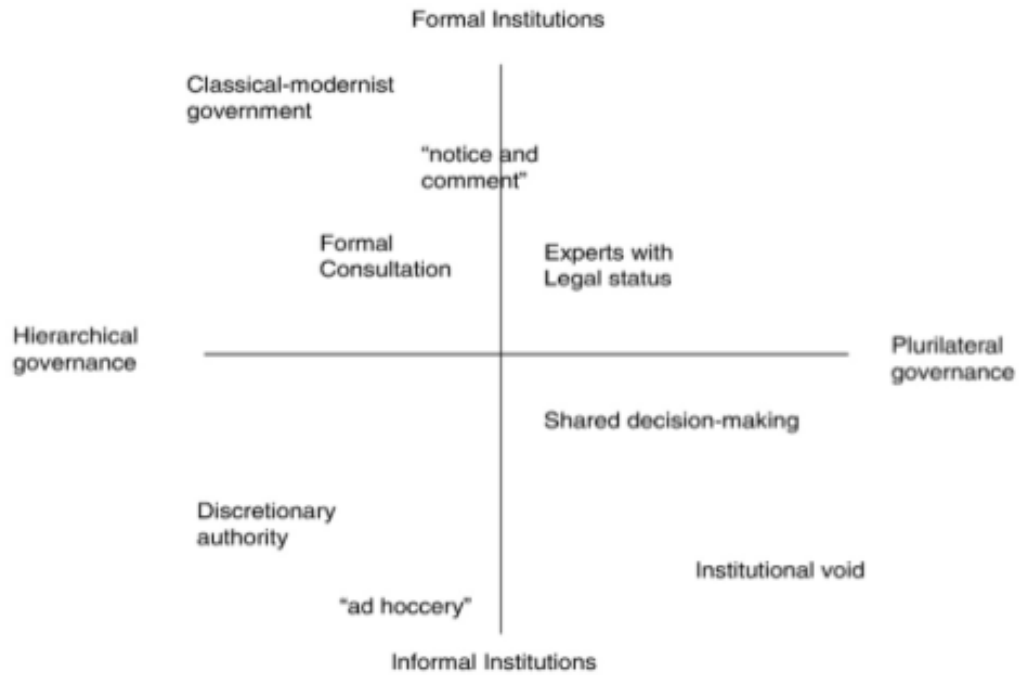 Formal Institutions
Classical-modernist
government
“notice and
comment”
Formal
Consultation
Experts with
Legal status
Hierarchical
governance
Plurilateral
governance
Shared decision-making
Discretionary
authority
Institutional void
“ad hoccery”
Informal Institutions